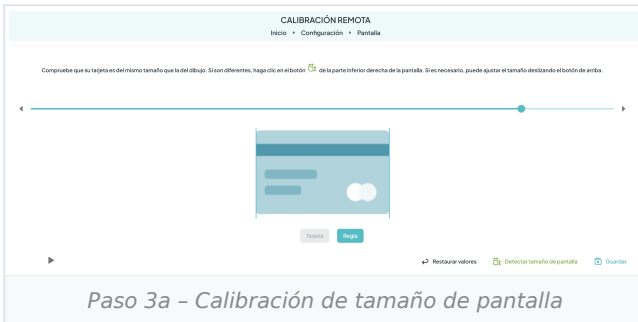 CALIBRACIÓN REMOTA
Inicio ‣ Configuración ‣ Pantalla
Compruebe que su tarjeta es del mismo tamaño que la del dibujo. Si son diferentes, haga clic en el botón de la parte inferior derecha de la pantalla. Si es necesario, puede ajustar el tamaño deslizando el botón de arriba.
Tarjeta Regla
Restaurar valores Detectar tamaño de pantalla Guardar
Paso 3a – Calibración de tamaño de pantalla